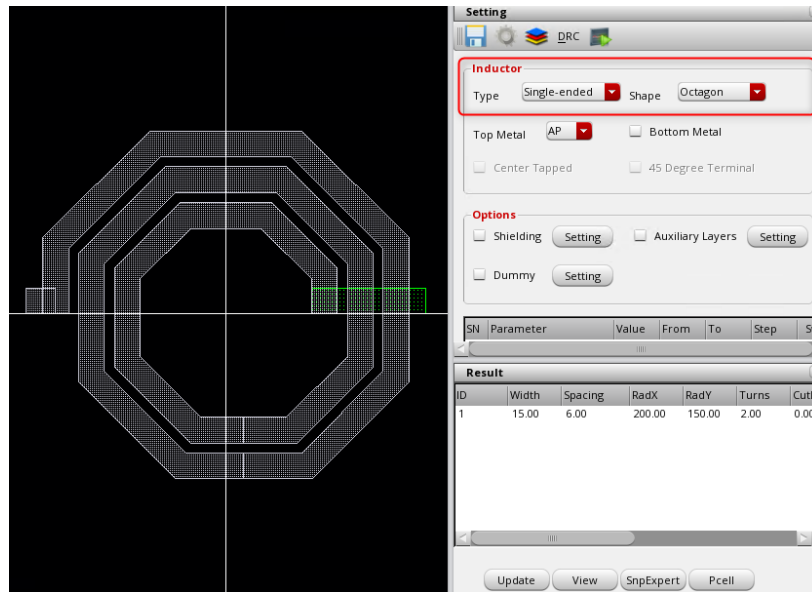 Setting
DRC
Inductor
Type Single-ended Shape Octagon
Top Metal AP Bottom Metal
Center Tapped 45 Degree Terminal
Options
Shielding Setting Auxiliary Layers Setting
Dummy Setting
SN Parameter Value From To Step
Result
ID Width Spacing RadX RadY Turns
1 15.00 6.00 200.00 150.00 2.00 0.00
Update View SnpExpert Pcell